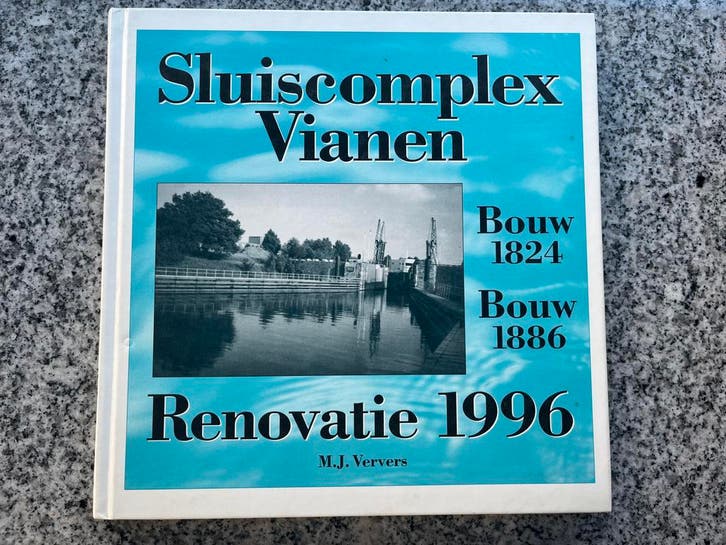 Sluiscomplex
Vianen
Bouw
1824
Bouw
1886
Renovatie 1996
M.J. Ververs